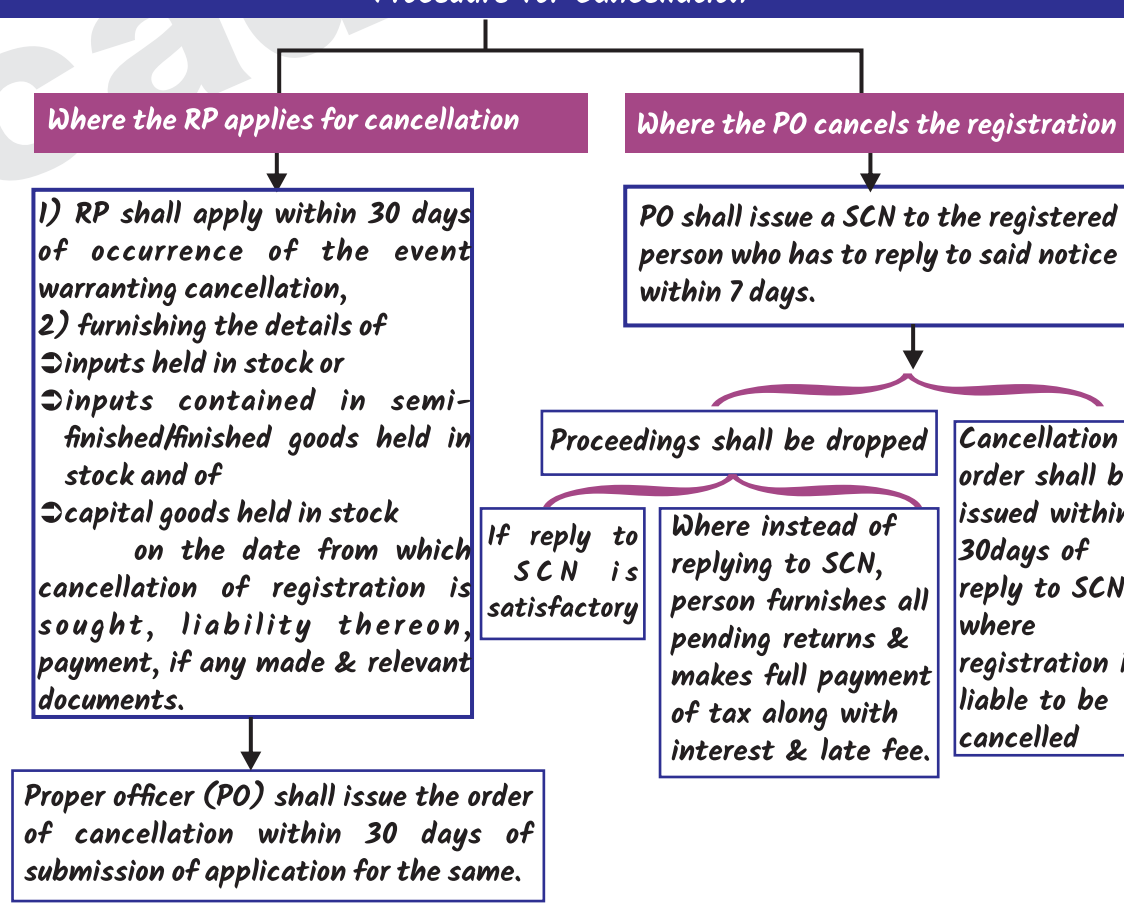 Procedure for Cancellation
Where the RP applies for cancellation
1) RP shall apply within 30 days
of occurrence of the event
warranting cancellation,
2) furnishing the details of
➲inputs held in stock or
➲inputs contained in semi-
finished/finished goods held in
stock and of
➲capital goods held in stock
on the date from which
cancellation of registration is
sought, liability thereon,
payment, if any made & relevant
documents.
Proper officer (PO) shall issue the order
of cancellation within 30 days of
submission of application for the same.
Where the PO cancels the registration
PO shall issue a SCN to the registered
person who has to reply to said notice
within 7 days.
Proceedings shall be dropped
If reply to
SCN is
satisfactory
Where instead of
replying to SCN,
person furnishes all
pending returns &
makes full payment
of tax along with
interest & late fee.
Cancellation
order shall b
issued within
30days of
reply to SCN
where
registration i
liable to be
cancelled